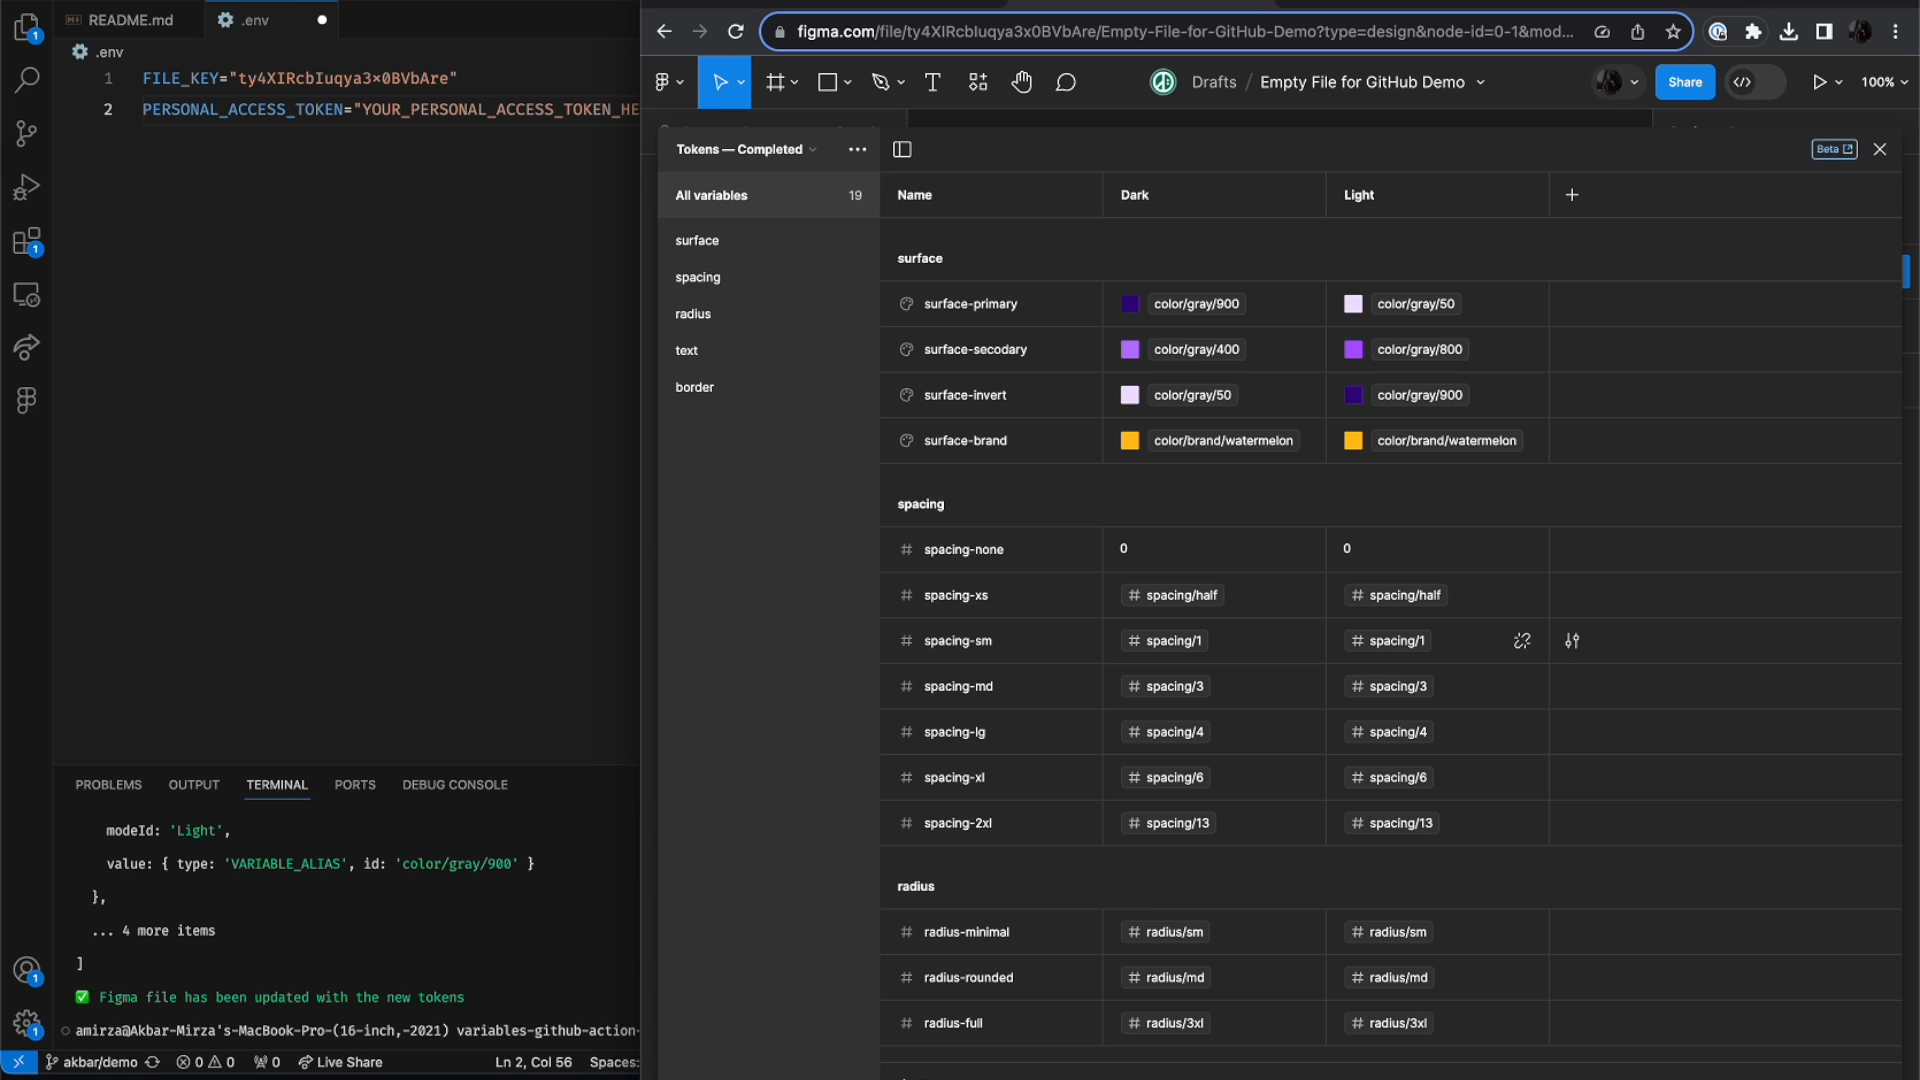 README.md
.env
.env
1 FILE_KEY="ty4XIRcbIuqya3×0BVbAre"
2 PERSONAL_ACCESS_TOKEN="YOUR_PERSONAL_ACCESS_TOKEN_HE
PROBLEMS OUTPUT TERMINAL PORTS DEBUG CONSOLE
modeId: 'Light',
value: { type: 'VARIABLE_ALIAS', id: 'color/gray/900' }
},
... 4 more items
]
✅ Figma file has been updated with the new tokens
amirza@Akbar-Mirza's-MacBook-Pro-(16-inch,-2021) variables-github-action-
akbar/demo 0 0 0 Live Share Ln 2, Col 56 Spaces:
1
1
1
1
figma.com/file/ty4XIRcbIuqya3x0BVbAre/Empty-File-for-GitHub-Demo?type=design&node-id=0-1&mod...
Drafts / Empty File for GitHub Demo
Share
100%
Tokens — Completed
Beta
All variables 19
surface
spacing
radius
text
border
Name Dark Light
surface
surface-primary color/gray/900 color/gray/50
surface-secodary color/gray/400 color/gray/800
surface-invert color/gray/50 color/gray/900
surface-brand color/brand/watermelon color/brand/watermelon
spacing
spacing-none 0 0
spacing-xs spacing/half spacing/half
spacing-sm spacing/1 spacing/1
spacing-md spacing/3 spacing/3
spacing-lg spacing/4 spacing/4
spacing-xl spacing/6 spacing/6
spacing-2xl spacing/13 spacing/13
radius
radius-minimal radius/sm radius/sm
radius-rounded radius/md radius/md
radius-full radius/3xl radius/3xl